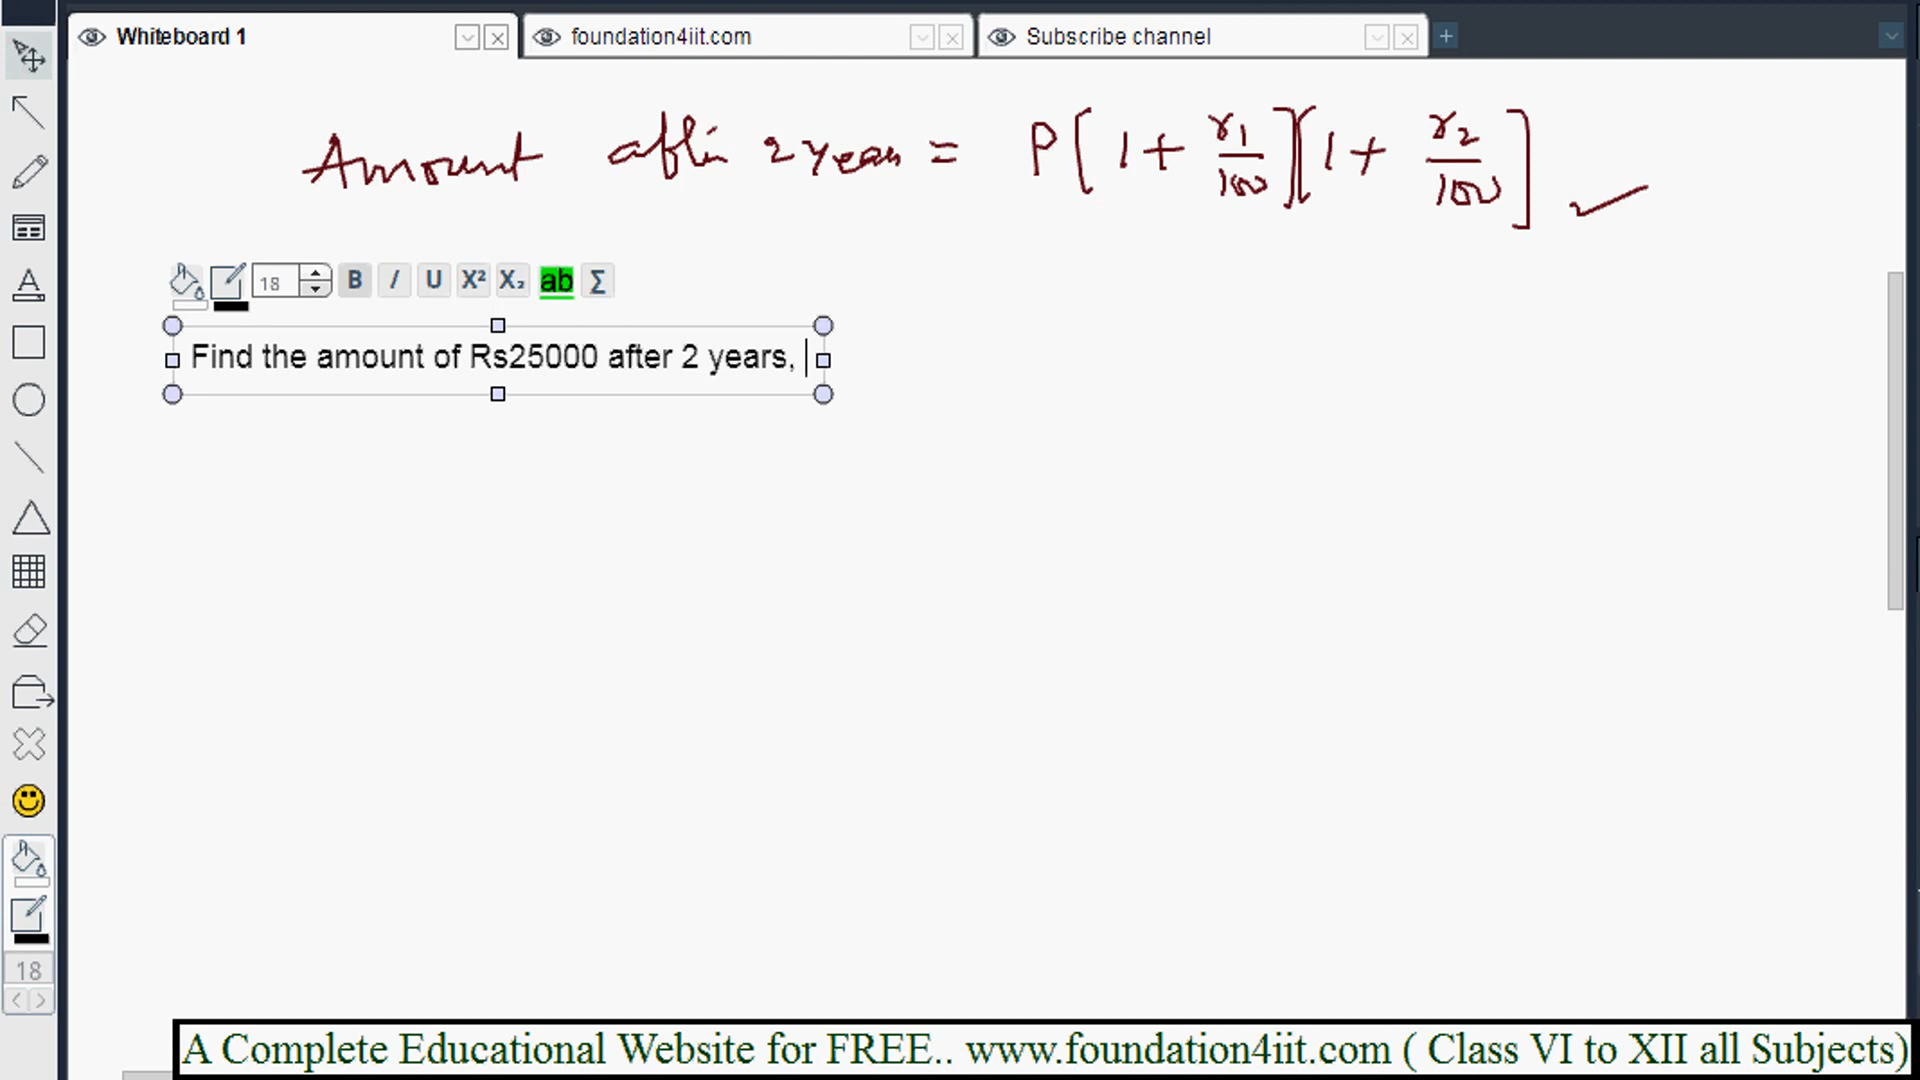 Whiteboard 1 foundation4iit.com Subscribe channel
Amount after 2 years = P[1 + r1/100][1 + r2/100]
18 B I U X² X₂ ab Σ
Find the amount of Rs25000 after 2 years,
18
A Complete Educational Website for FREE.. www.foundation4iit.com ( Class VI to XII all Subjects)